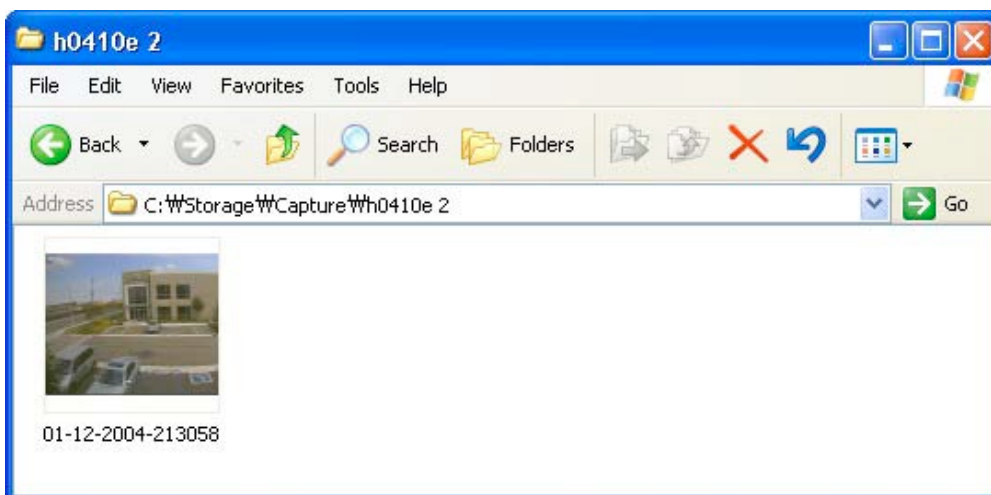 h0410e 2
File Edit View Favorites Tools Help
Back Search Folders
Address C:₩Storage₩Capture₩h0410e 2 Go
01-12-2004-213058